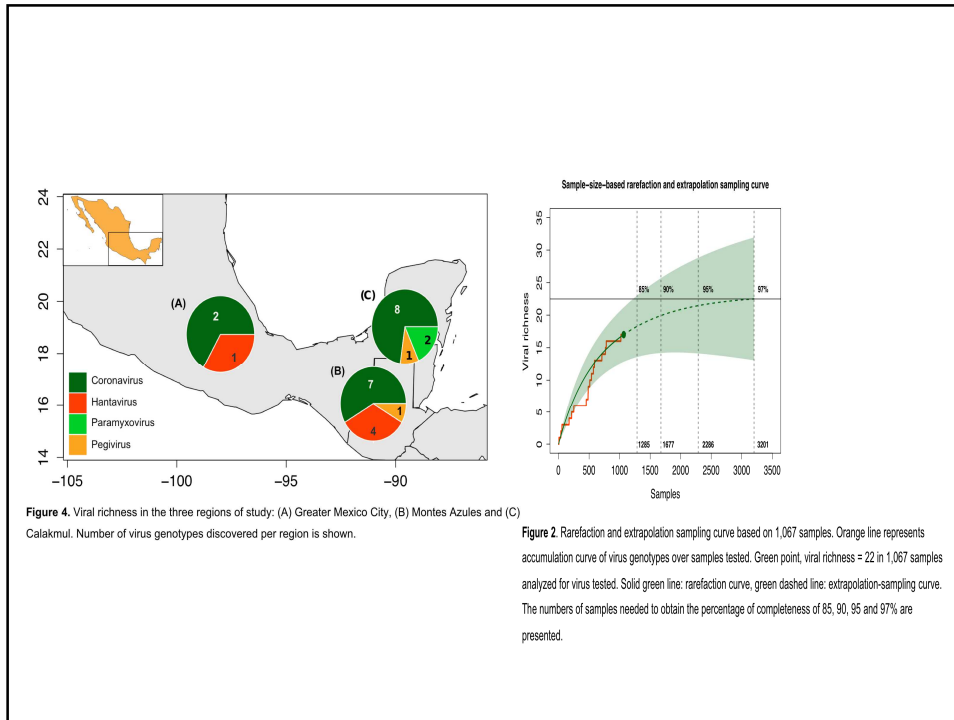 24
22
20
18
16
14
−105
−100
−95
−90
(A)
2
1
(B)
7
1
4
(C)
8
2
1
Coronavirus
Hantavirus
Paramyxovirus
Pegivirus
Figure 4. Viral richness in the three regions of study: (A) Greater Mexico City, (B) Montes Azules and (C)
Calakmul. Number of virus genotypes discovered per region is shown.
Sample−size−based rarefaction and extrapolation sampling curve
Viral richness
35
30
25
20
15
10
5
0
85%
90%
95%
97%
1285
1677
2286
3201
0
500
1000
1500
2000
2500
3000
3500
Samples
Figure 2. Rarefaction and extrapolation sampling curve based on 1,067 samples. Orange line represents
accumulation curve of virus genotypes over samples tested. Green point, viral richness = 22 in 1,067 samples
analyzed for virus tested. Solid green line: rarefaction curve, green dashed line: extrapolation-sampling curve.
The numbers of samples needed to obtain the percentage of completeness of 85, 90, 95 and 97% are
presented.